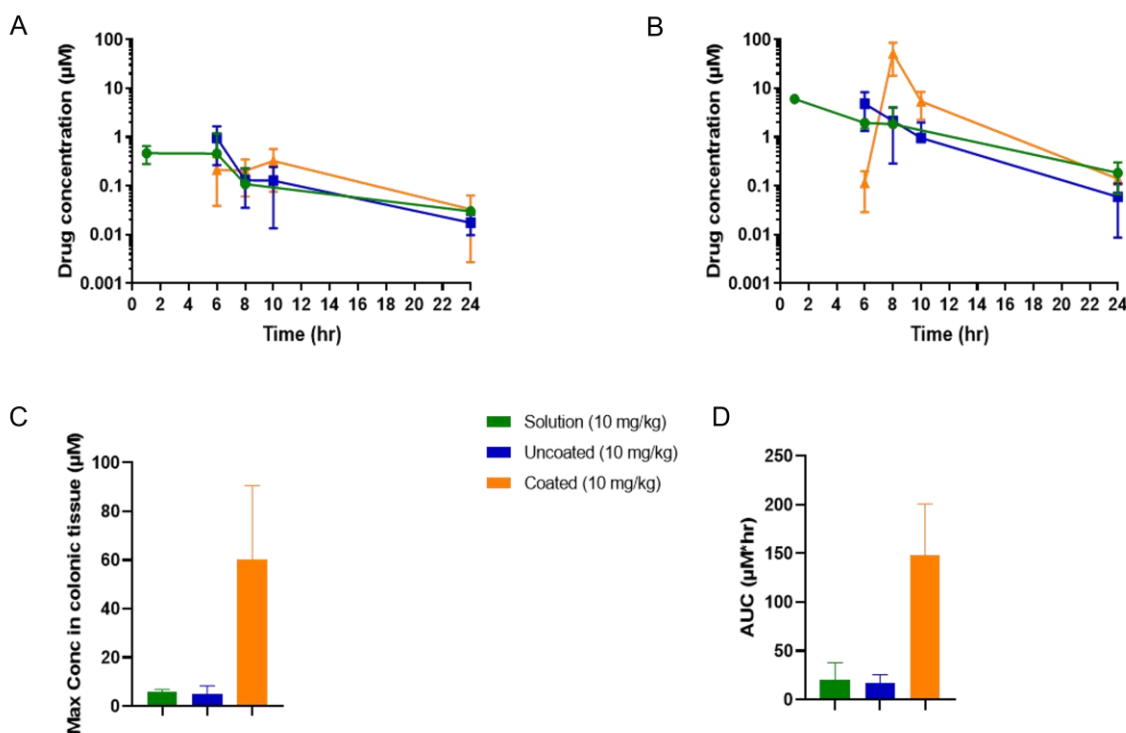 A
Drug concentration (µM)
100
10
1
0.1
0.01
0.001
0 2 4 6 8 10 12 14 16 18 20 22 24
Time (hr)
B
Drug concentration (µM)
100
10
1
0.1
0.01
0.001
0 2 4 6 8 10 12 14 16 18 20 22 24
Time (hr)
C
Max Conc in colonic tissue (µM)
100
80
60
40
20
0
Solution (10 mg/kg)
Uncoated (10 mg/kg)
Coated (10 mg/kg)
D
AUC (µM*hr)
250
200
150
100
50
0